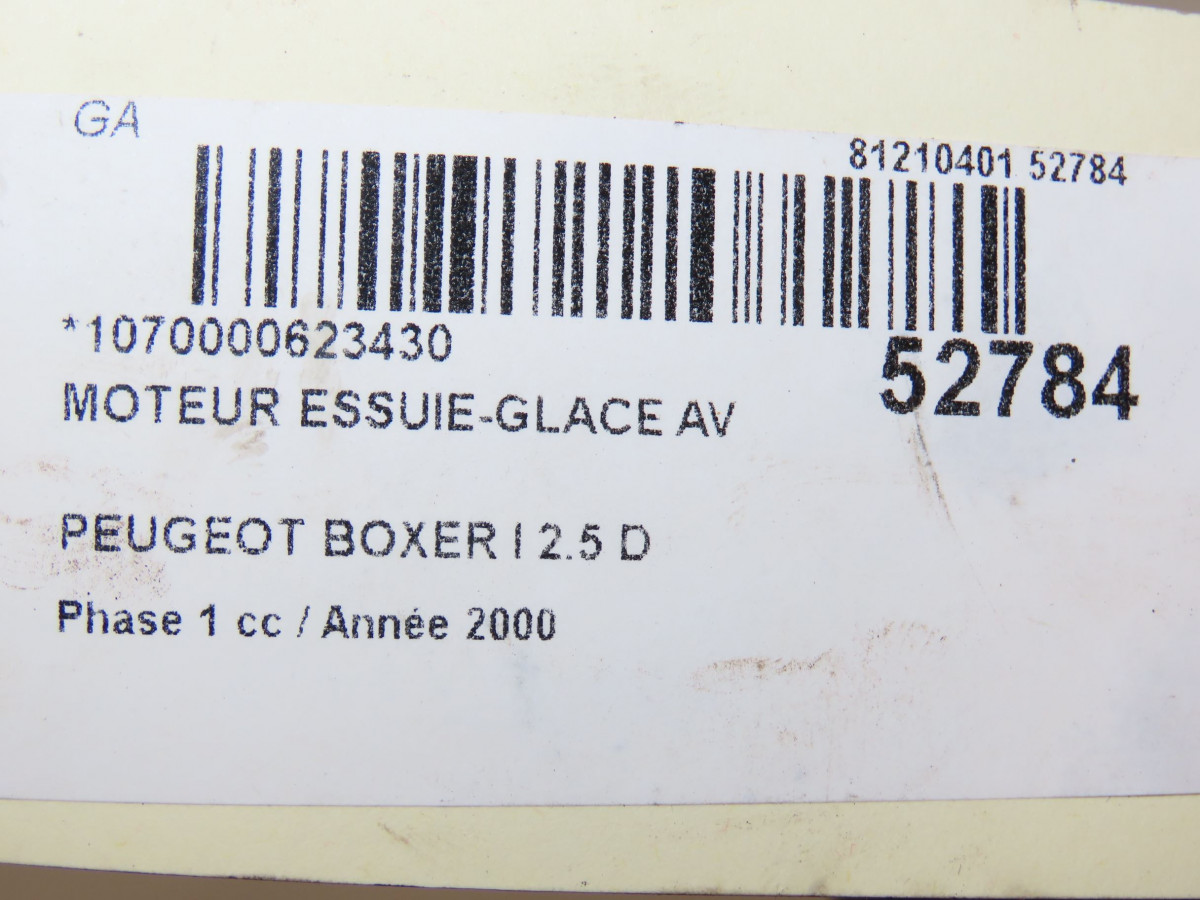 GA
81210401 52784
*1070000623430
52784
MOTEUR ESSUIE-GLACE AV
PEUGEOT BOXER I 2.5 D
Phase 1 cc / Année 2000